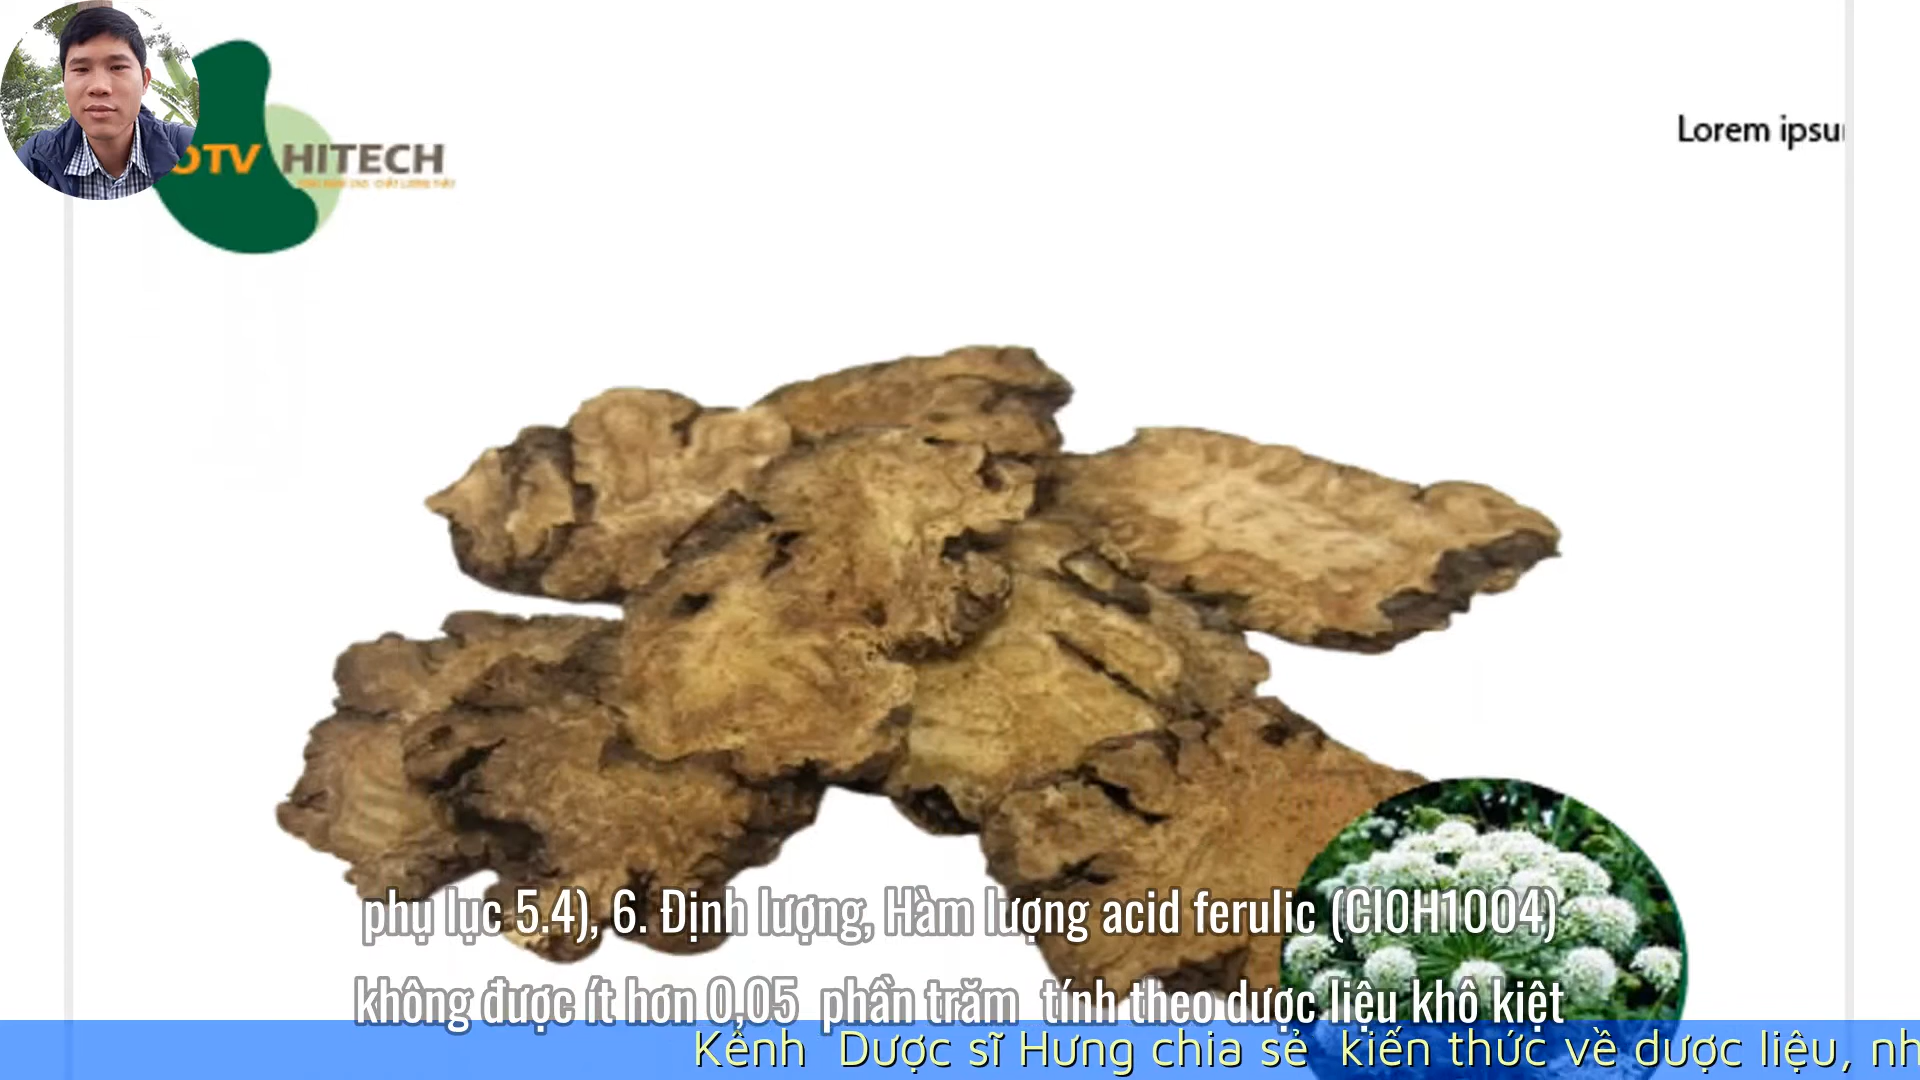 OTV HITECH
Lorem ipsu
phụ lục 5.4), 6. Định lượng, Hàm lượng acid ferulic (CIOH1004)
không được ít hơn 0,05 phần trăm tính theo dược liệu khô kiệt
Kênh Dược sĩ Hưng chia sẻ kiến thức về dược liệu, nh